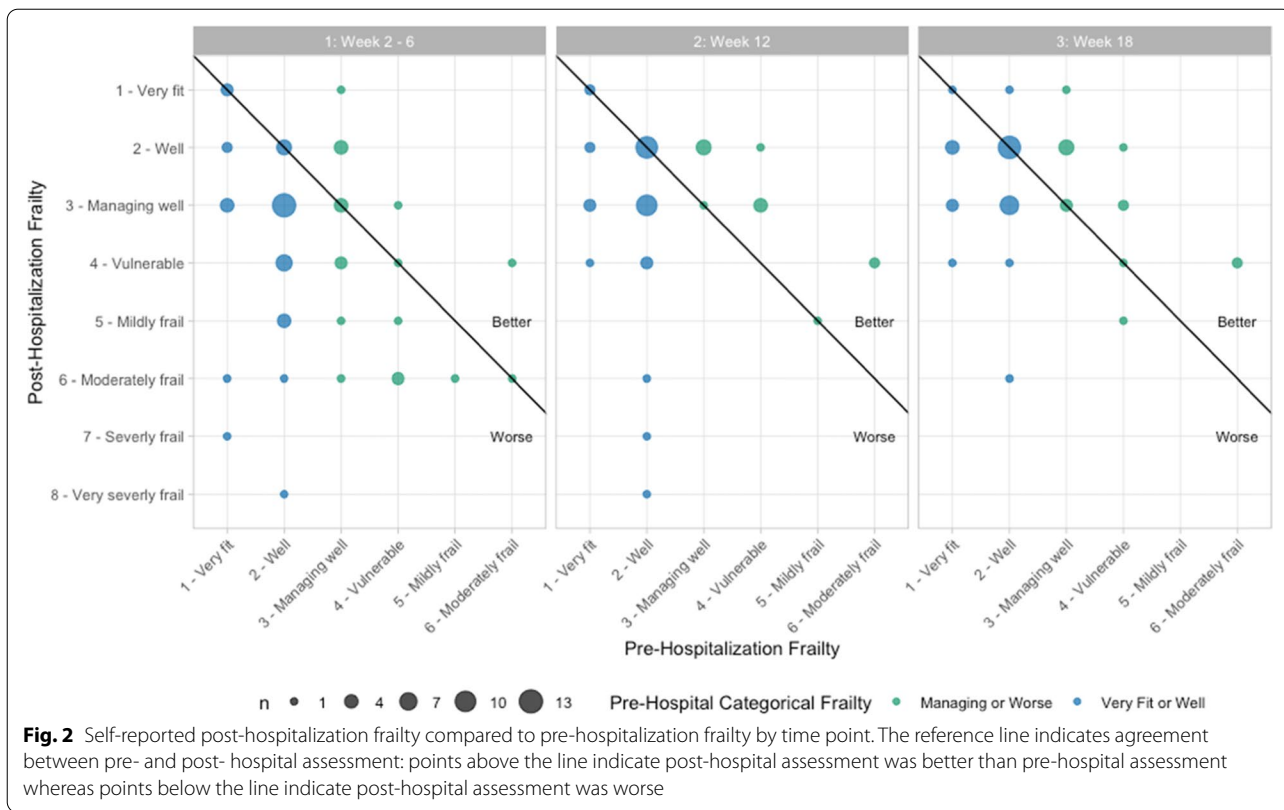 1: Week 2 - 6
2: Week 12
3: Week 18
Post-Hospitalization Frailty
1 - Very fit
2 - Well
3 - Managing well
4 - Vulnerable
5 - Mildly frail
6 - Moderately frail
7 - Severly frail
8 - Very severly frail
Better
Worse
Better
Worse
Better
Worse
1 - Very fit
2 - Well
3 - Managing well
4 - Vulnerable
5 - Mildly frail
6 - Moderately frail
1 - Very fit
2 - Well
3 - Managing well
4 - Vulnerable
5 - Mildly frail
6 - Moderately frail
1 - Very fit
2 - Well
3 - Managing well
4 - Vulnerable
5 - Mildly frail
6 - Moderately frail
Pre-Hospitalization Frailty
n 1 4 7 10 13 Pre-Hospital Categorical Frailty Managing or Worse Very Fit or Well
Fig. 2 Self-reported post-hospitalization frailty compared to pre-hospitalization frailty by time point. The reference line indicates agreement
between pre- and post- hospital assessment: points above the line indicate post-hospital assessment was better than pre-hospital assessment
whereas points below the line indicate post-hospital assessment was worse